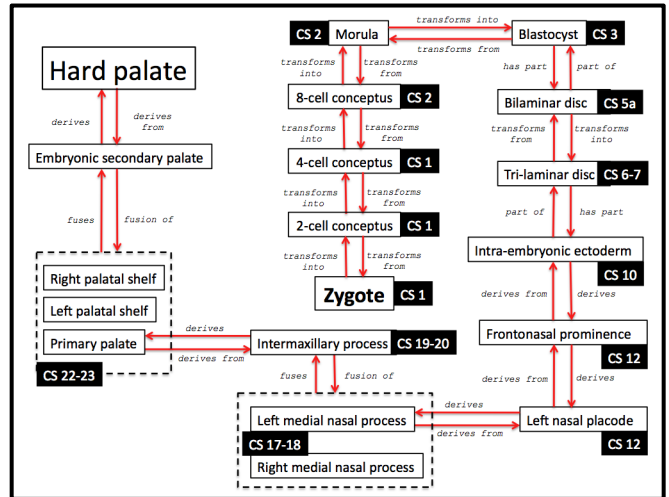 CS 2
Morula
transforms into
transforms from
Blastocyst
CS 3
Hard palate
transforms
into
transforms
from
has part
part of
8-cell conceptus
CS 2
Bilaminar disc
CS 5a
derives
derives
from
transforms
into
transforms
from
transforms
from
transforms
into
Embryonic secondary palate
4-cell conceptus
CS 1
Tri-laminar disc
CS 6-7
fuses
fusion of
transforms
into
transforms
from
part of
has part
2-cell conceptus
CS 1
Intra-embryonic ectoderm
CS 10
transforms
into
transforms
from
Right palatal shelf
Left palatal shelf
Primary palate
CS 22-23
Zygote
CS 1
derives from
derives
derives
derives from
Intermaxillary process
CS 19-20
Frontonasal prominence
CS 12
fuses
fusion of
derives
from
derives
Left medial nasal process
CS 17-18
Right medial nasal process
derives
derives from
Left nasal placode
CS 12